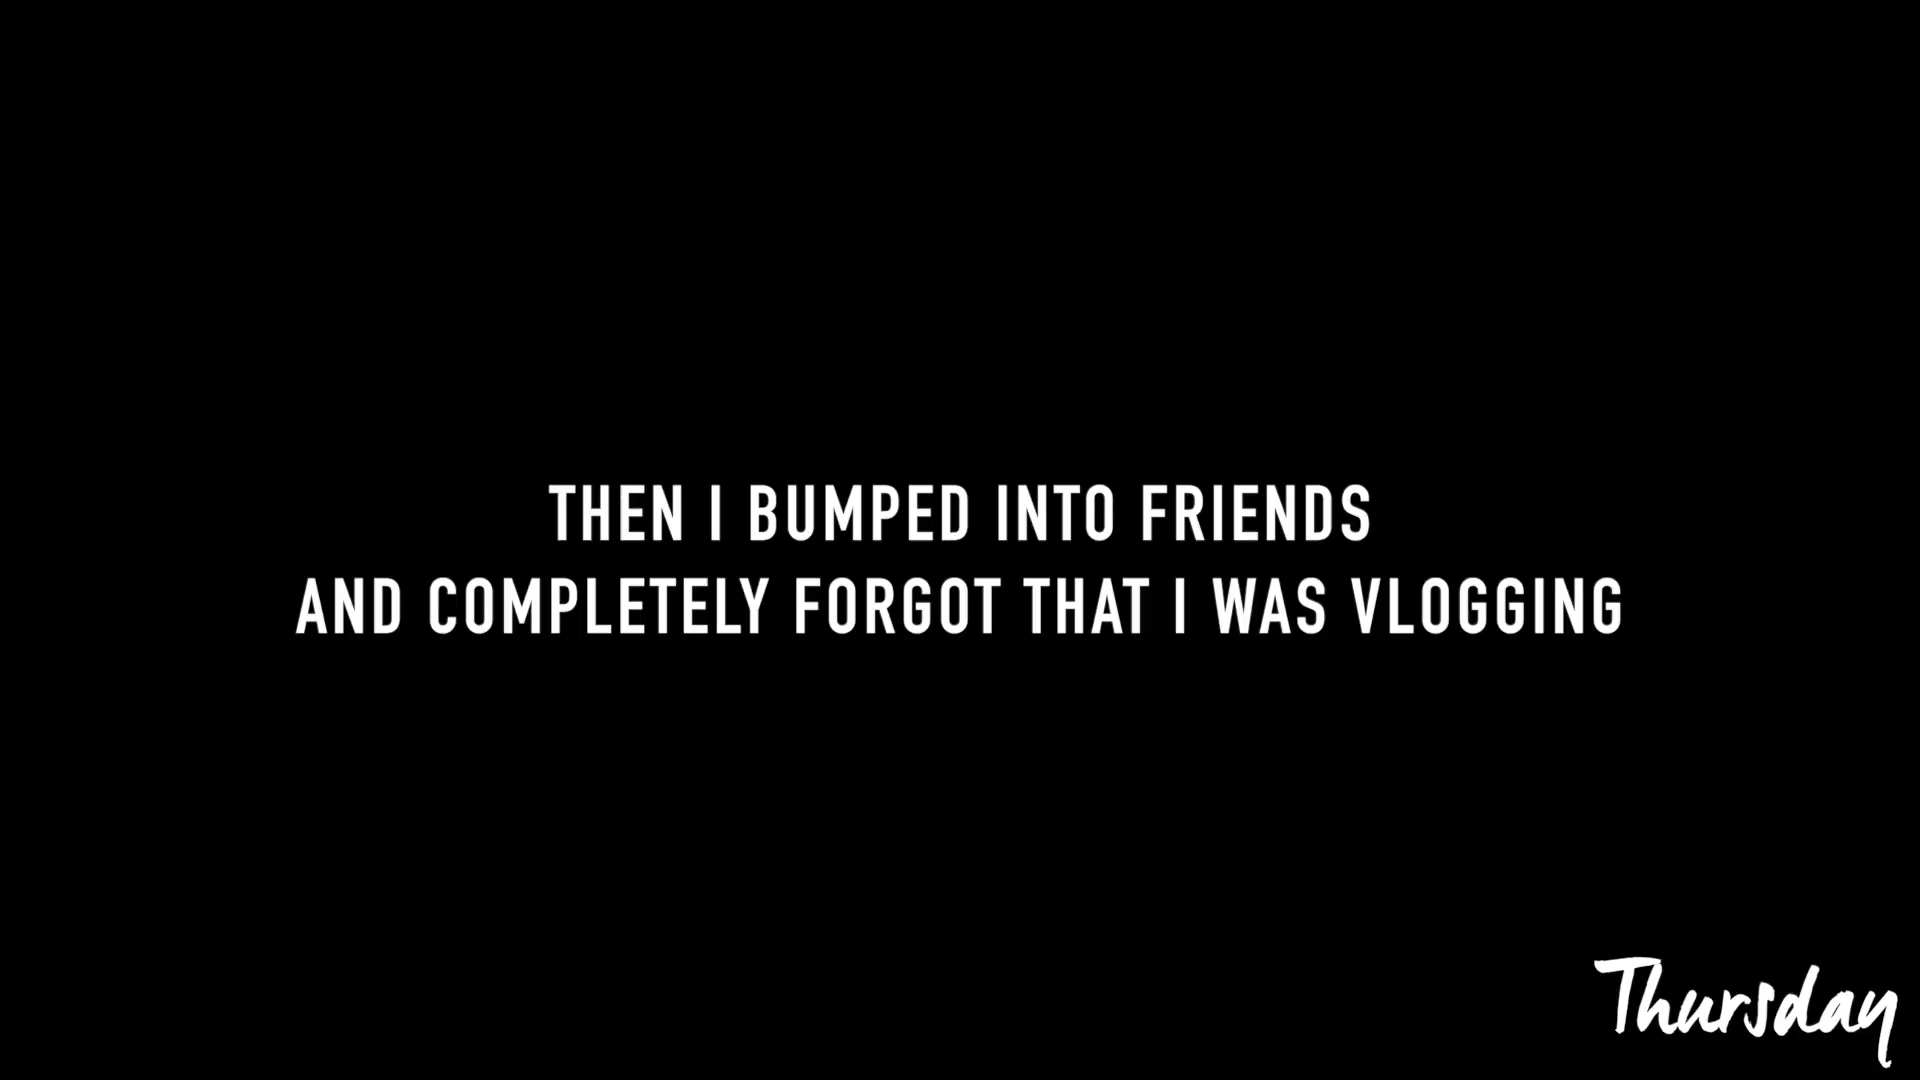 THEN I BUMPED INTO FRIENDS
AND COMPLETELY FORGOT THAT I WAS VLOGGING
Thursday